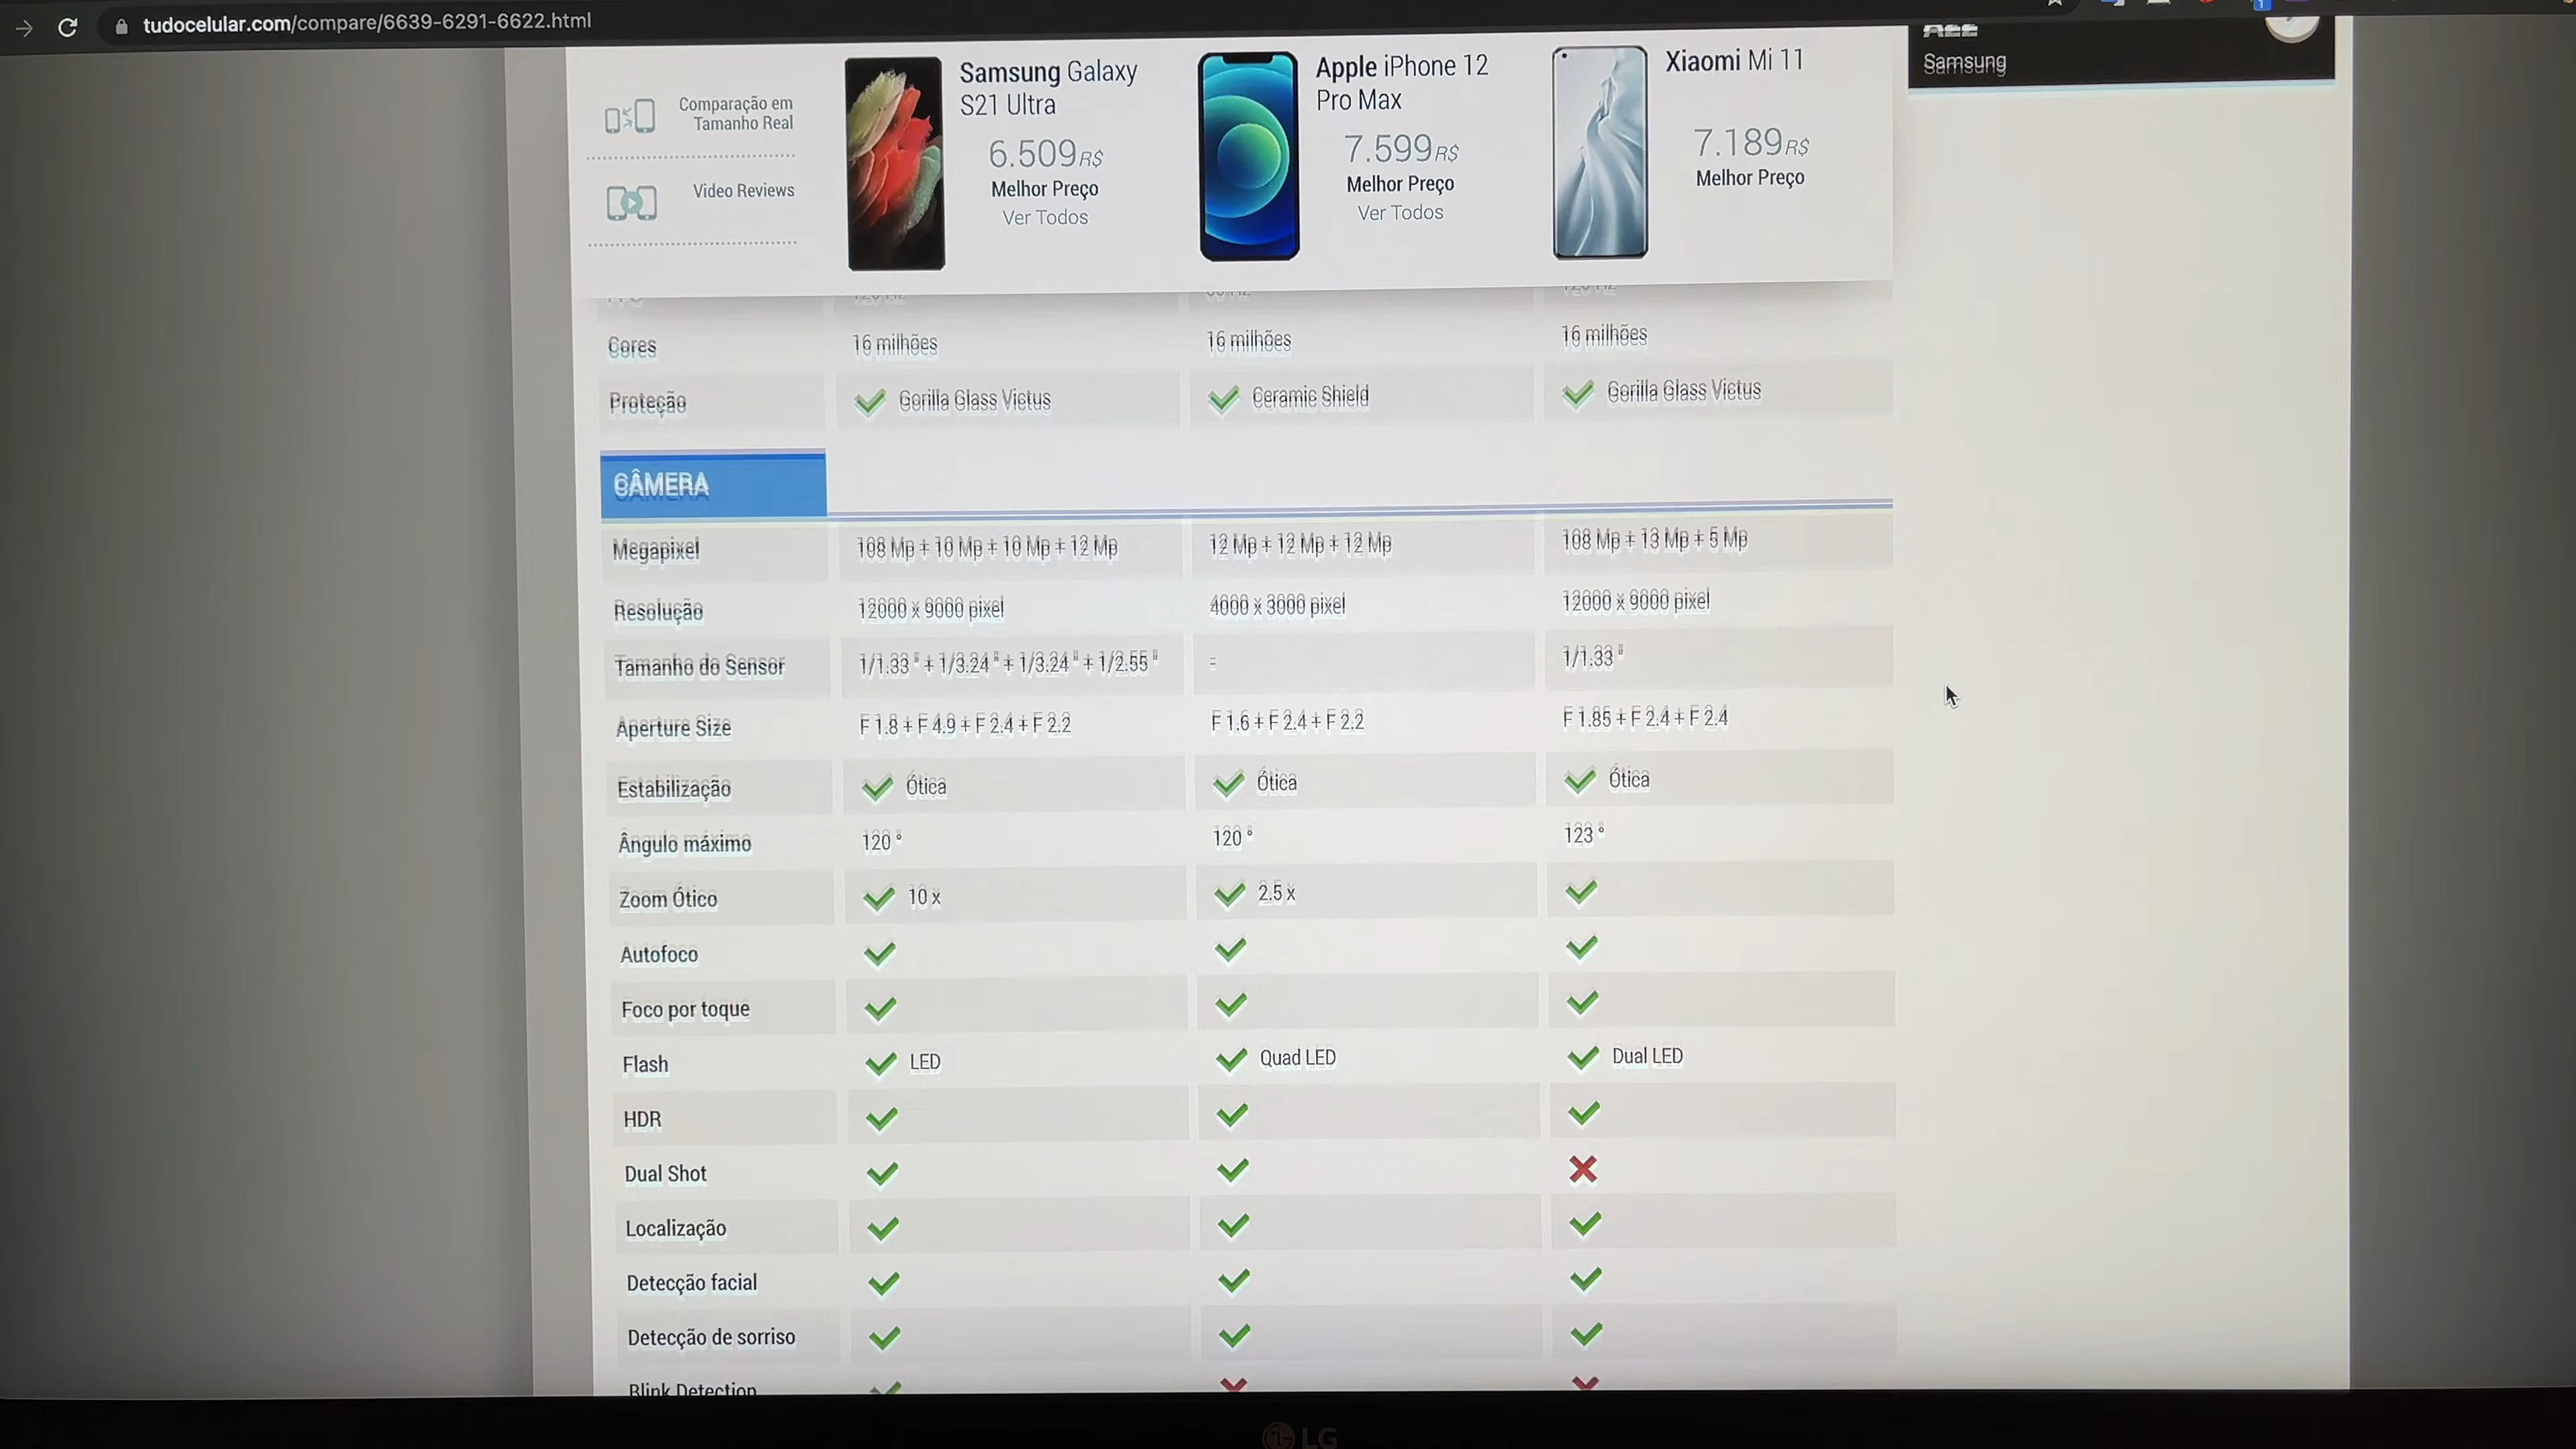 tudocelular.com/compare/6639-6291-6622.html
Samsung
Comparação em
Tamanho Real
Video Reviews
Samsung Galaxy
S21 Ultra
6.509R$
Melhor Preço
Ver Todos
Apple iPhone 12
Pro Max
7.599R$
Melhor Preço
Ver Todos
Xiaomi Mi 11
7.189R$
Melhor Preço
Cores 16 milhões 16 milhões 16 milhões
Proteção Gorilla Glass Victus Ceramic Shield Gorilla Glass Victus
CÂMERA
Megapixel 108 Mp + 10 Mp + 10 Mp + 12 Mp 12 Mp + 12 Mp + 12 Mp 108 Mp + 13 Mp + 5 Mp
Resolução 12000 x 9000 pixel 4000 x 3000 pixel 12000 x 9000 pixel
Tamanho do Sensor 1/1.33 " + 1/3.24 " + 1/3.24 " + 1/2.55 " - 1/1.33 "
Aperture Size F 1.8 + F 4.9 + F 2.4 + F 2.2 F 1.6 + F 2.4 + F 2.2 F 1.85 + F 2.4 + F 2.4
Estabilização Ótica Ótica Ótica
Ângulo máximo 120 ° 120 ° 123 °
Zoom Ótico 10 x 2.5 x
Autofoco
Foco por toque
Flash LED Quad LED Dual LED
HDR
Dual Shot
Localização
Detecção facial
Detecção de sorriso
Blink Detection
LG